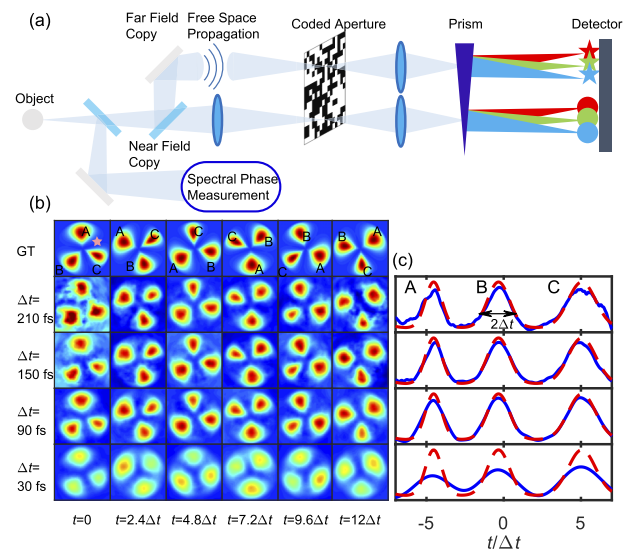 (a)
Far Field
Copy
Free Space
Propagation
Coded Aperture
Prism
Detector
Object
Near Field
Copy
Spectral Phase
Measurement
(b)
GT
A
B
C
A
C
B
C
A
B
C
B
A
B
C
A
B
A
C
Δt=
210 fs
Δt=
150 fs
Δt=
90 fs
Δt=
30 fs
t=0
t=2.4Δt
t=4.8Δt
t=7.2Δt
t=9.6Δt
t=12Δt
(c)
A
B
C
2Δt
-5
0
5
t/Δt